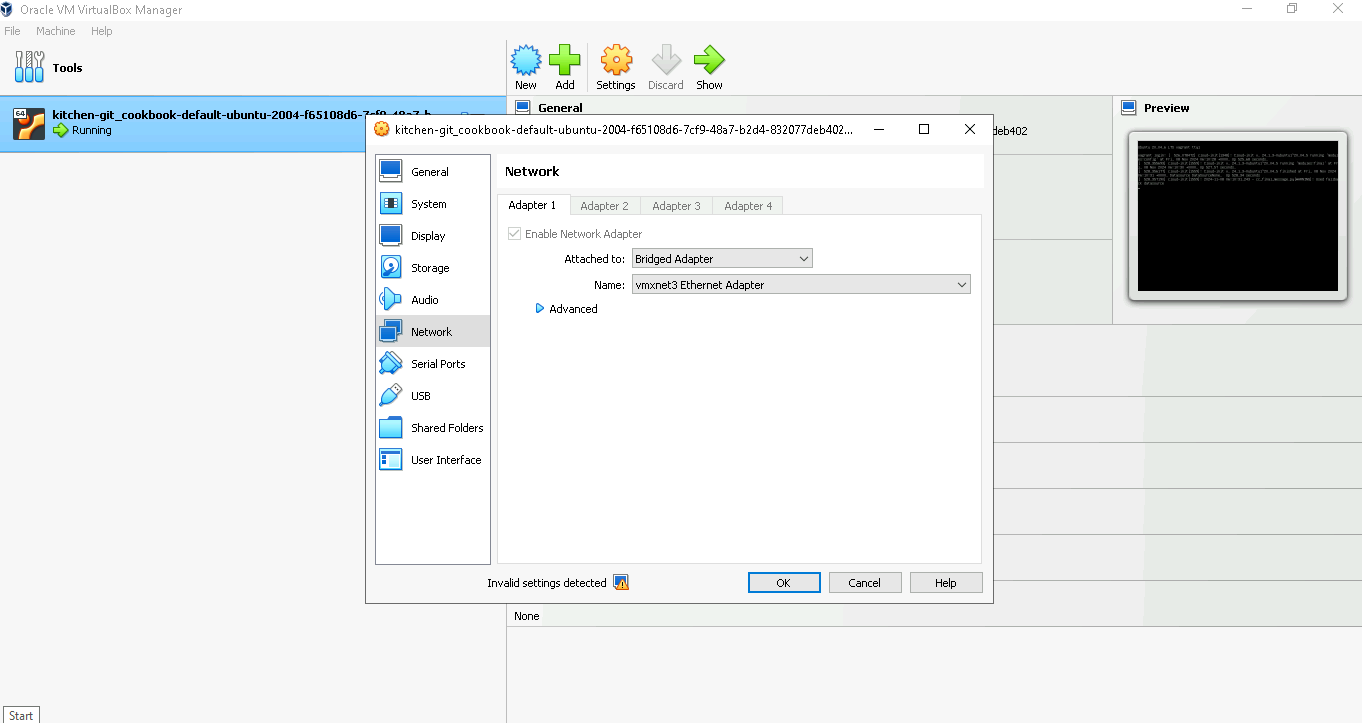 Oracle VM VirtualBox Manager
File Machine Help
Tools
New Add Settings Discard Show
64
kitchen-git_cookbook-default-ubuntu-2004-f65108d6-7cf9-48a7-b
Running
General
deb402
Preview
kitchen-git_cookbook-default-ubuntu-2004-f65108d6-7cf9-48a7-b2d4-832077deb402...
General
System
Display
Storage
Audio
Network
Serial Ports
USB
Shared Folders
User Interface
Network
Adapter 1 Adapter 2 Adapter 3 Adapter 4
Enable Network Adapter
Attached to: Bridged Adapter
Name: vmxnet3 Ethernet Adapter
Advanced
Invalid settings detected
OK Cancel Help
None
Start